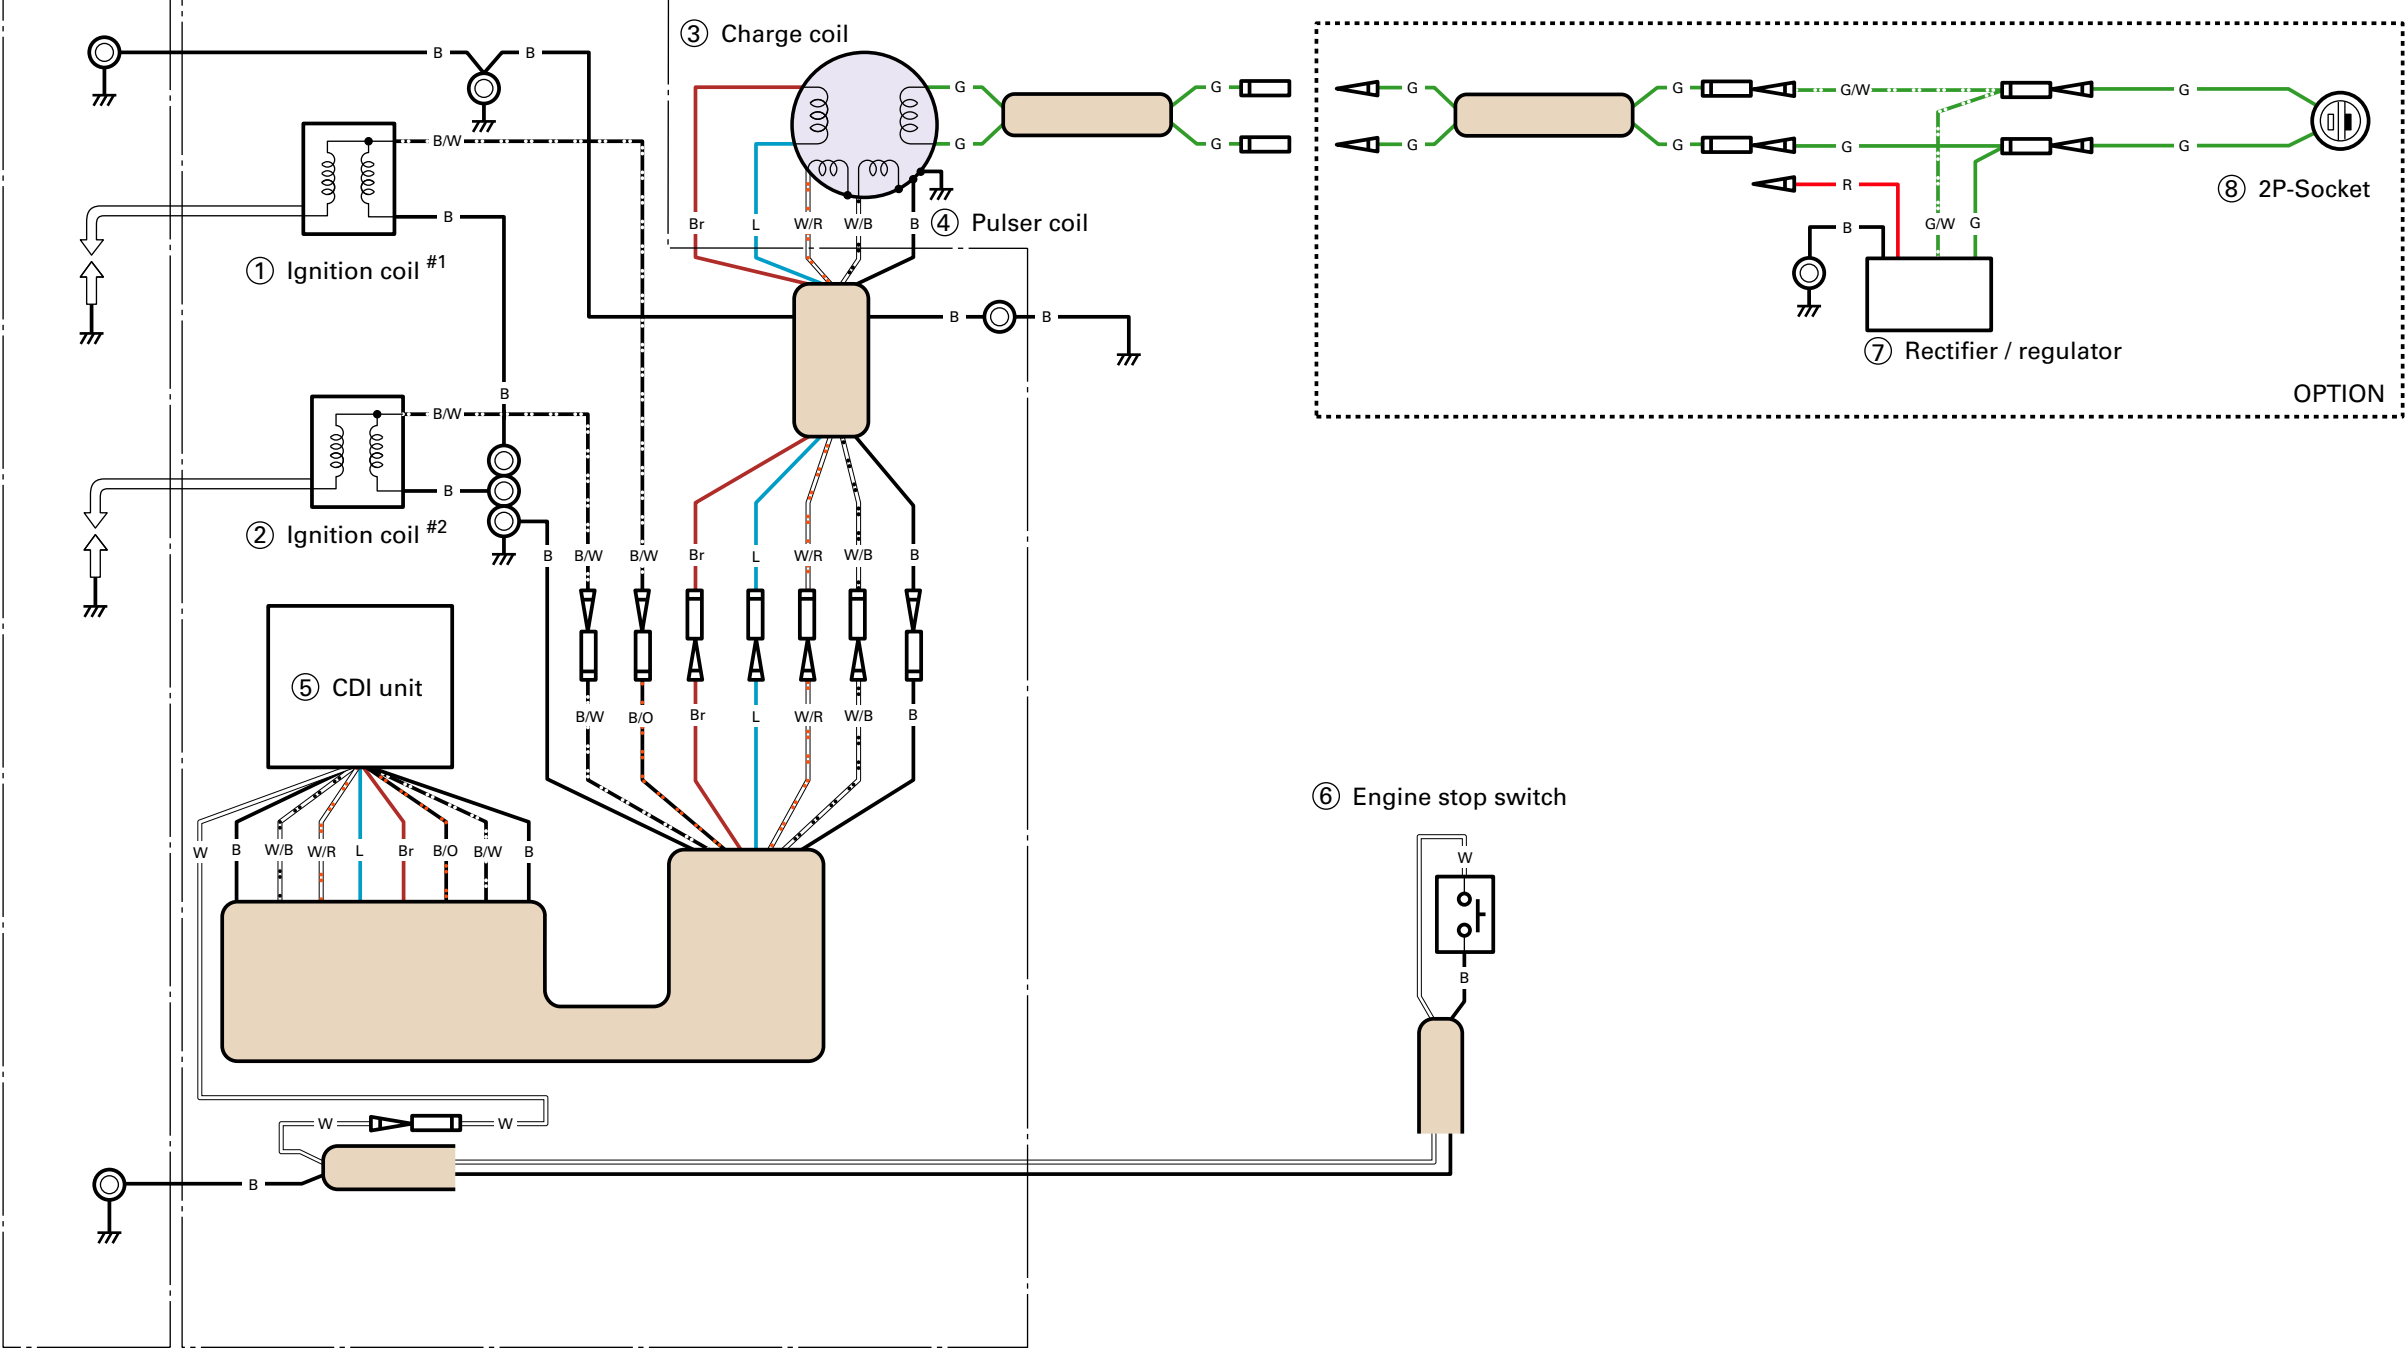 B B
③ Charge coil
G G G G G/W G
B/W
G G G G G G
R
⑧ 2P-Socket
B
Br L W/R W/B B ④ Pulser coil
B G/W G
① Ignition coil #1
B B
⑦ Rectifier / regulator
B
OPTION
B/W
B
② Ignition coil #2
B B/W B/W Br L W/R W/B B
⑤ CDI unit
B/W B/O Br L W/R W/B B
⑥ Engine stop switch
W B W/B W/R L Br B/O B/W B
W
B
W W
B